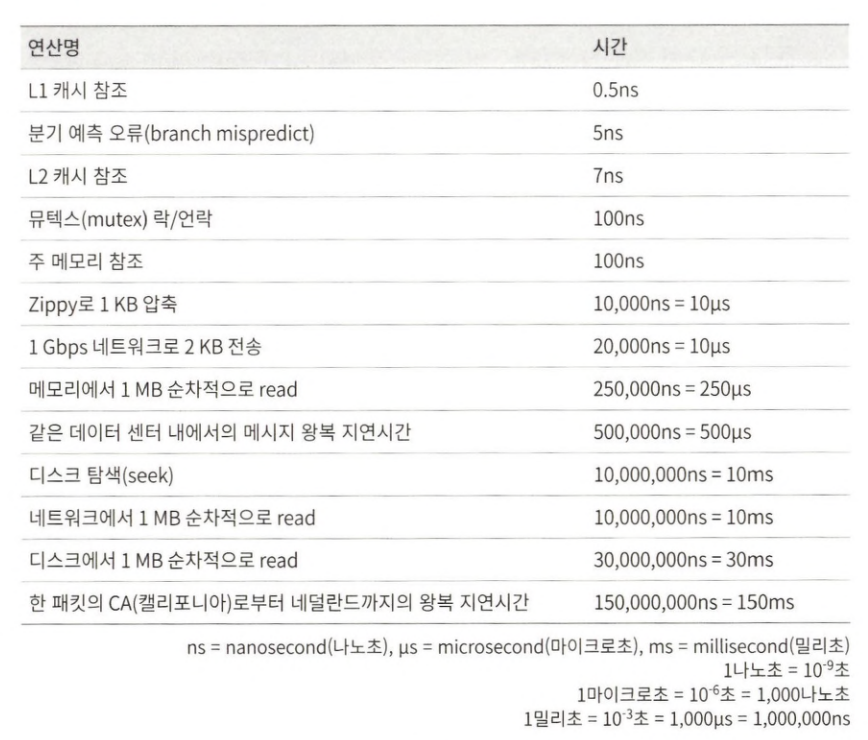 연산명 시간
L1 캐시 참조 0.5ns
분기 예측 오류(branch mispredict) 5ns
L2 캐시 참조 7ns
뮤텍스(mutex) 락/언락 100ns
주 메모리 참조 100ns
Zippy로 1 KB 압축 10,000ns = 10μs
1 Gbps 네트워크로 2 KB 전송 20,000ns = 10μs
메모리에서 1 MB 순차적으로 read 250,000ns = 250μs
같은 데이터 센터 내에서의 메시지 왕복 지연시간 500,000ns = 500μs
디스크 탐색(seek) 10,000,000ns = 10ms
네트워크에서 1 MB 순차적으로 read 10,000,000ns = 10ms
디스크에서 1 MB 순차적으로 read 30,000,000ns = 30ms
한 패킷의 CA(캘리포니아)로부터 네덜란드까지의 왕복 지연시간 150,000,000ns = 150ms
ns = nanosecond(나노초), μs = microsecond(마이크로초), ms = millisecond(밀리초)
1나노초 = 10⁻⁹초
1마이크로초 = 10⁻⁶초 = 1,000나노초
1밀리초 = 10⁻³초 = 1,000μs = 1,000,000ns